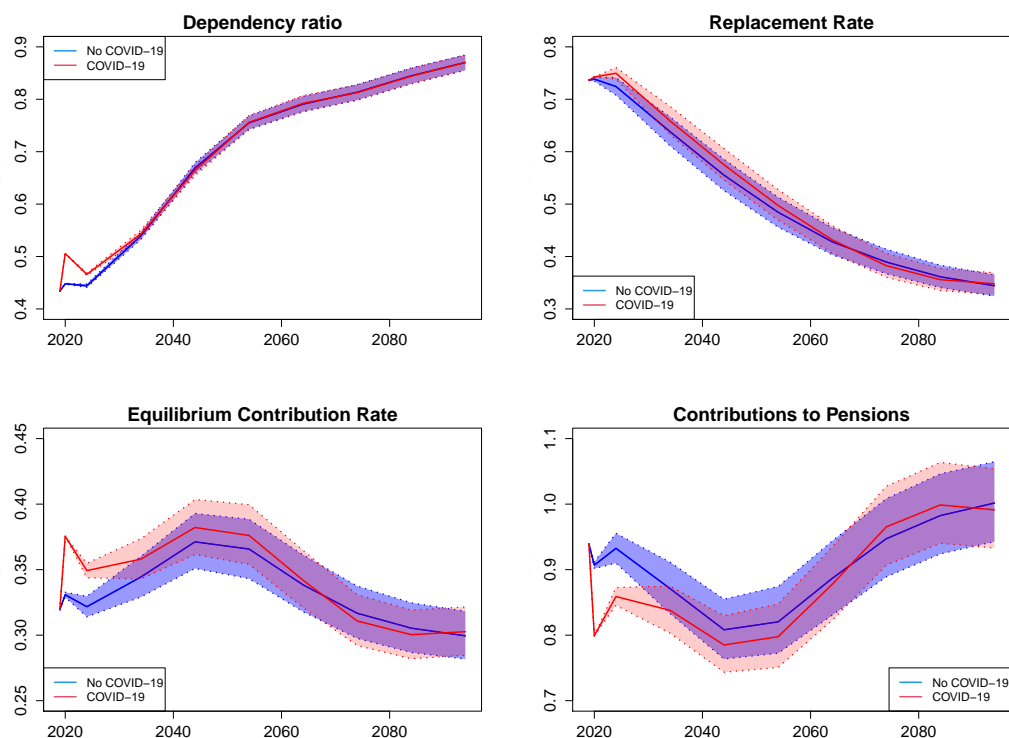 Dependency ratio
0.9
0.8
0.7
0.6
0.5
0.4
No COVID−19
COVID−19
2020 2040 2060 2080
Replacement Rate
0.8
0.7
0.6
0.5
0.4
0.3
No COVID−19
COVID−19
2020 2040 2060 2080
Equilibrium Contribution Rate
0.45
0.40
0.35
0.30
0.25
No COVID−19
COVID−19
2020 2040 2060 2080
Contributions to Pensions
1.1
1.0
0.9
0.8
0.7
No COVID−19
COVID−19
2020 2040 2060 2080